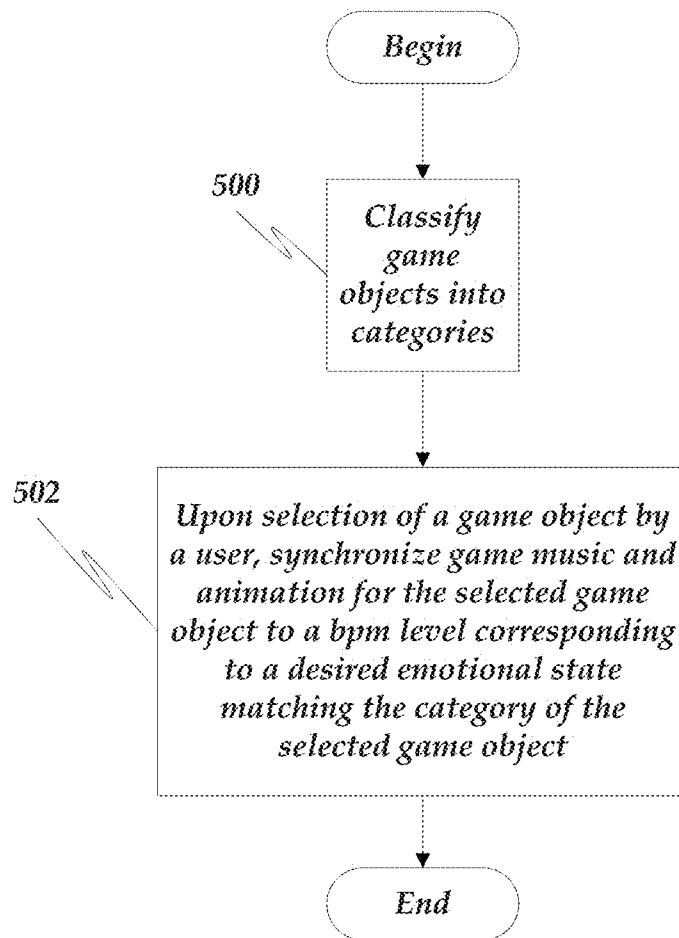 Begin
500
Classify
game
objects into
categories
502
Upon selection of a game object by
a user, synchronize game music and
animation for the selected game
object to a bpm level corresponding
to a desired emotional state
matching the category of the
selected game object
End